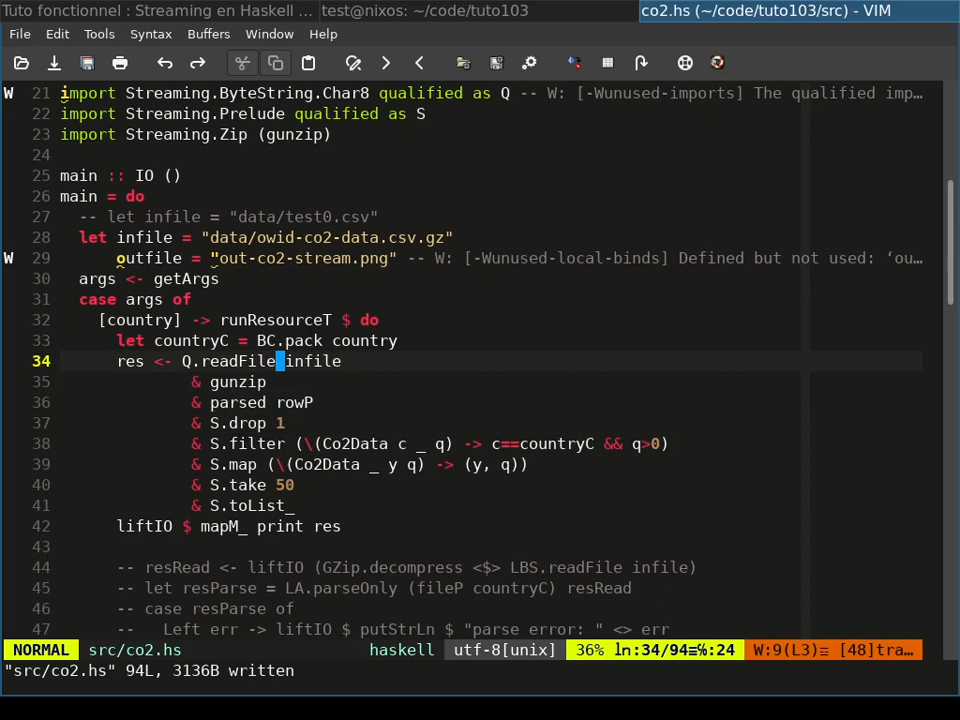 Tuto fonctionnel : Streaming en Haskell ...
test@nixos: ~/code/tuto103
co2.hs (~/code/tuto103/src) - VIM
File Edit Tools Syntax Buffers Window Help
W 21 import Streaming.ByteString.Char8 qualified as Q -- W: [-Wunused-imports] The qualified imp…
22 import Streaming.Prelude qualified as S
23 import Streaming.Zip (gunzip)
24
25 main :: IO ()
26 main = do
27   -- let infile = "data/test0.csv"
28   let infile = "data/owid-co2-data.csv.gz"
W 29       outfile = "out-co2-stream.png" -- W: [-Wunused-local-binds] Defined but not used: ‘ou…
30   args <- getArgs
31   case args of
32     [country] -> runResourceT $ do
33       let countryC = BC.pack country
34       res <- Q.readFile infile
35               & gunzip
36               & parsed rowP
37               & S.drop 1
38               & S.filter (\(Co2Data c _ q) -> c==countryC && q>0)
39               & S.map (\(Co2Data _ y q) -> (y, q))
40               & S.take 50
41               & S.toList_
42       liftIO $ mapM_ print res
43
44       -- resRead <- liftIO (GZip.decompress <$> LBS.readFile infile)
45       -- let resParse = LA.parseOnly (fileP countryC) resRead
46       -- case resParse of
47       --   Left err -> liftIO $ putStrLn $ "parse error: " <> err
NORMAL src/co2.hs haskell utf-8[unix] 36% ln:34/94≡℅:24 W:9(L3)☲ [48]tra…
"src/co2.hs" 94L, 3136B written